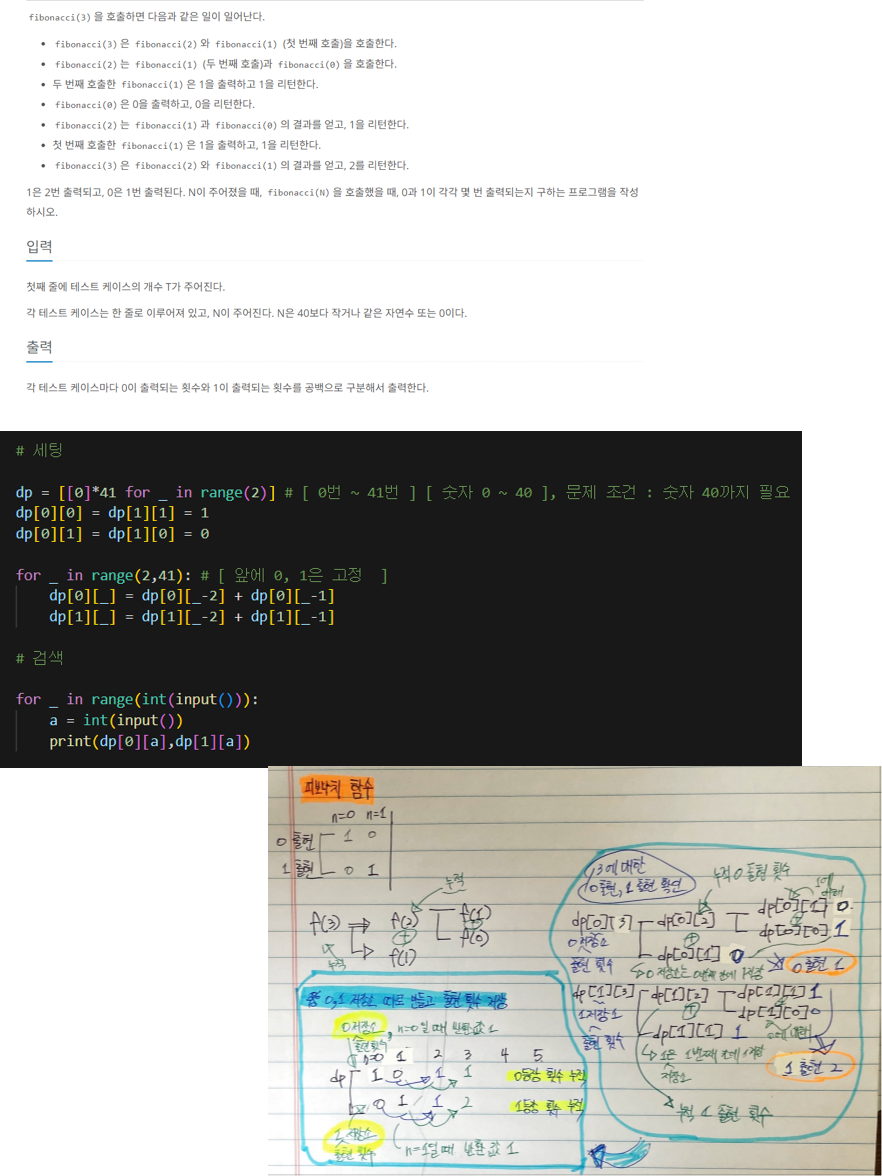 fibonacci(3) 을 호출하면 다음과 같은 일이 일어난다.
• fibonacci(3) 은 fibonacci(2) 와 fibonacci(1) (첫 번째 호출)을 호출한다.
• fibonacci(2) 는 fibonacci(1) (두 번째 호출)과 fibonacci(0) 을 호출한다.
• 두 번째 호출한 fibonacci(1) 은 1을 출력하고 1을 리턴한다.
• fibonacci(0) 은 0을 출력하고, 0을 리턴한다.
• fibonacci(2) 는 fibonacci(1) 과 fibonacci(0) 의 결과를 얻고, 1을 리턴한다.
• 첫 번째 호출한 fibonacci(1) 은 1을 출력하고, 1을 리턴한다.
• fibonacci(3) 은 fibonacci(2) 와 fibonacci(1) 의 결과를 얻고, 2를 리턴한다.
1은 2번 출력되고, 0은 1번 출력된다. N이 주어졌을 때, fibonacci(N) 을 호출했을 때, 0과 1이 각각 몇 번 출력되는지 구하는 프로그램을 작성
하시오.
입력
첫째 줄에 테스트 케이스의 개수 T가 주어진다.
각 테스트 케이스는 한 줄로 이루어져 있고, N이 주어진다. N은 40보다 작거나 같은 자연수 또는 0이다.
출력
각 테스트 케이스마다 0이 출력되는 횟수와 1이 출력되는 횟수를 공백으로 구분해서 출력한다.
# 세팅
dp = [[0]*41 for _ in range(2)] # [ 0번 ~ 41번 ] [ 숫자 0 ~ 40 ], 문제 조건 : 숫자 40까지 필요
dp[0][0] = dp[1][1] = 1
dp[0][1] = dp[1][0] = 0
for _ in range(2,41): # [ 앞에 0, 1은 고정 ]
dp[0][_] = dp[0][_-2] + dp[0][_-1]
dp[1][_] = dp[1][_-2] + dp[1][_-1]
# 검색
for _ in range(int(input())):
a = int(input())
print(dp[0][a],dp[1][a])
피보나치 함수
n=0 n=1
0 출현 1 0
1 출현 0 1
누적
f(3) f(2) f(1)
f(0)
f(1)
누적
3에 대한
0출현, 1출현 확인
누적 0 출현 횟수
dp[0][3] dp[0][2] dp[0][1] 0
dp[0][0] 1
0저장소
출현 횟수
dp[0][1] 0
0 출현 1
dp[1][3] dp[1][2] dp[1][1] 1
dp[1][0] 0
1저장소
출현 횟수
dp[1][1] 1
1 출현 2
저장소
누적 1 출현 횟수
0,1 저장소 따로 만들고 출현 횟수 저장
0저장소, n=0일 때 반환값 1
출현횟수
n=0 1 2 3 4 5
dp 1 0 1 1 0등장 횟수 누적
0 1 1 2 1등장 횟수 누적
1저장소
출현 횟수
n=1일 때 반환값 1